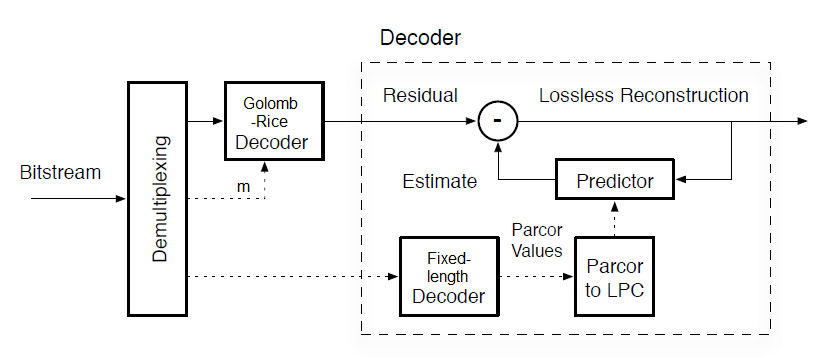 Decoder
Golomb
-Rice
Decoder
Residual
-
Lossless Reconstruction
Bitstream
Demultiplexing
m
Estimate
Predictor
Parcor
Values
Fixed-
length
Decoder
Parcor
to LPC